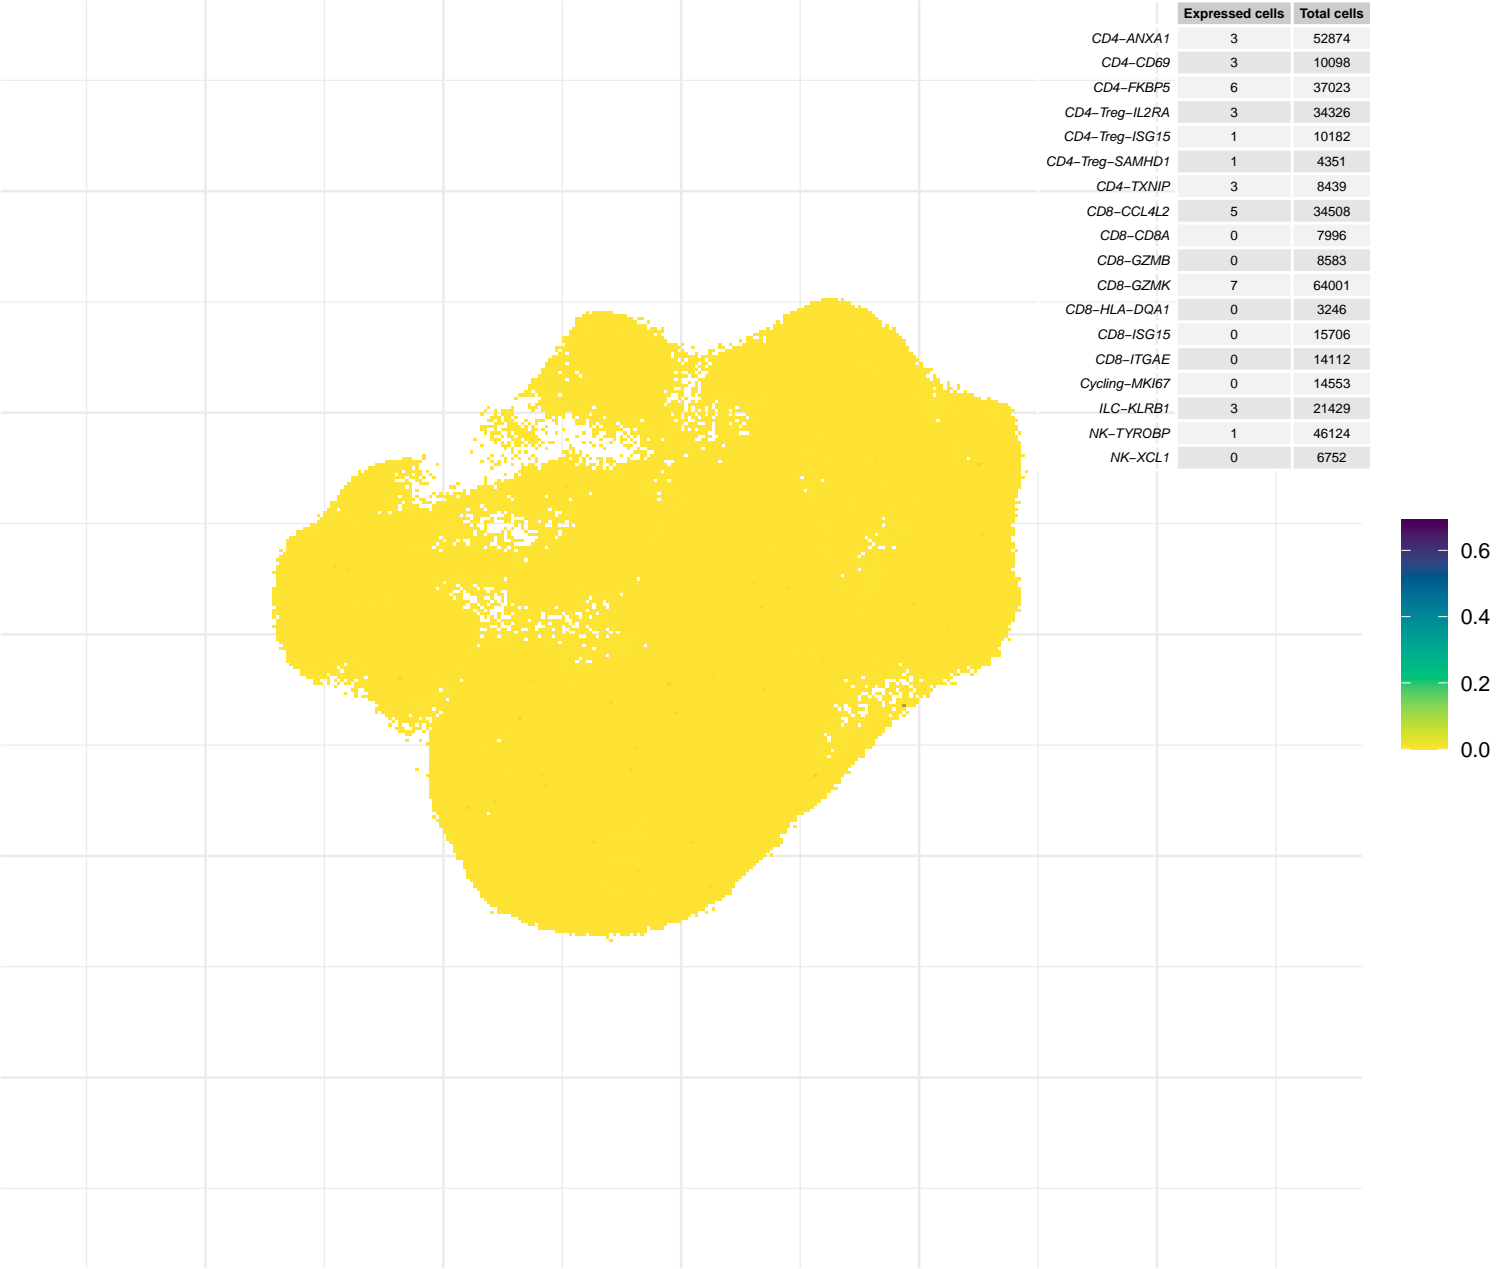 Expressed cells Total cells
CD4−ANXA1 3 52874
CD4−CD69 3 10098
CD4−FKBP5 6 37023
CD4−Treg−IL2RA 3 34326
CD4−Treg−ISG15 1 10182
CD4−Treg−SAMHD1 1 4351
CD4−TXNIP 3 8439
CD8−CCL4L2 5 34508
CD8−CD8A 0 7996
CD8−GZMB 0 8583
CD8−GZMK 7 64001
CD8−HLA−DQA1 0 3246
CD8−ISG15 0 15706
CD8−ITGAE 0 14112
Cycling−MKI67 0 14553
ILC−KLRB1 3 21429
NK−TYROBP 1 46124
NK−XCL1 0 6752
0.6
0.4
0.2
0.0